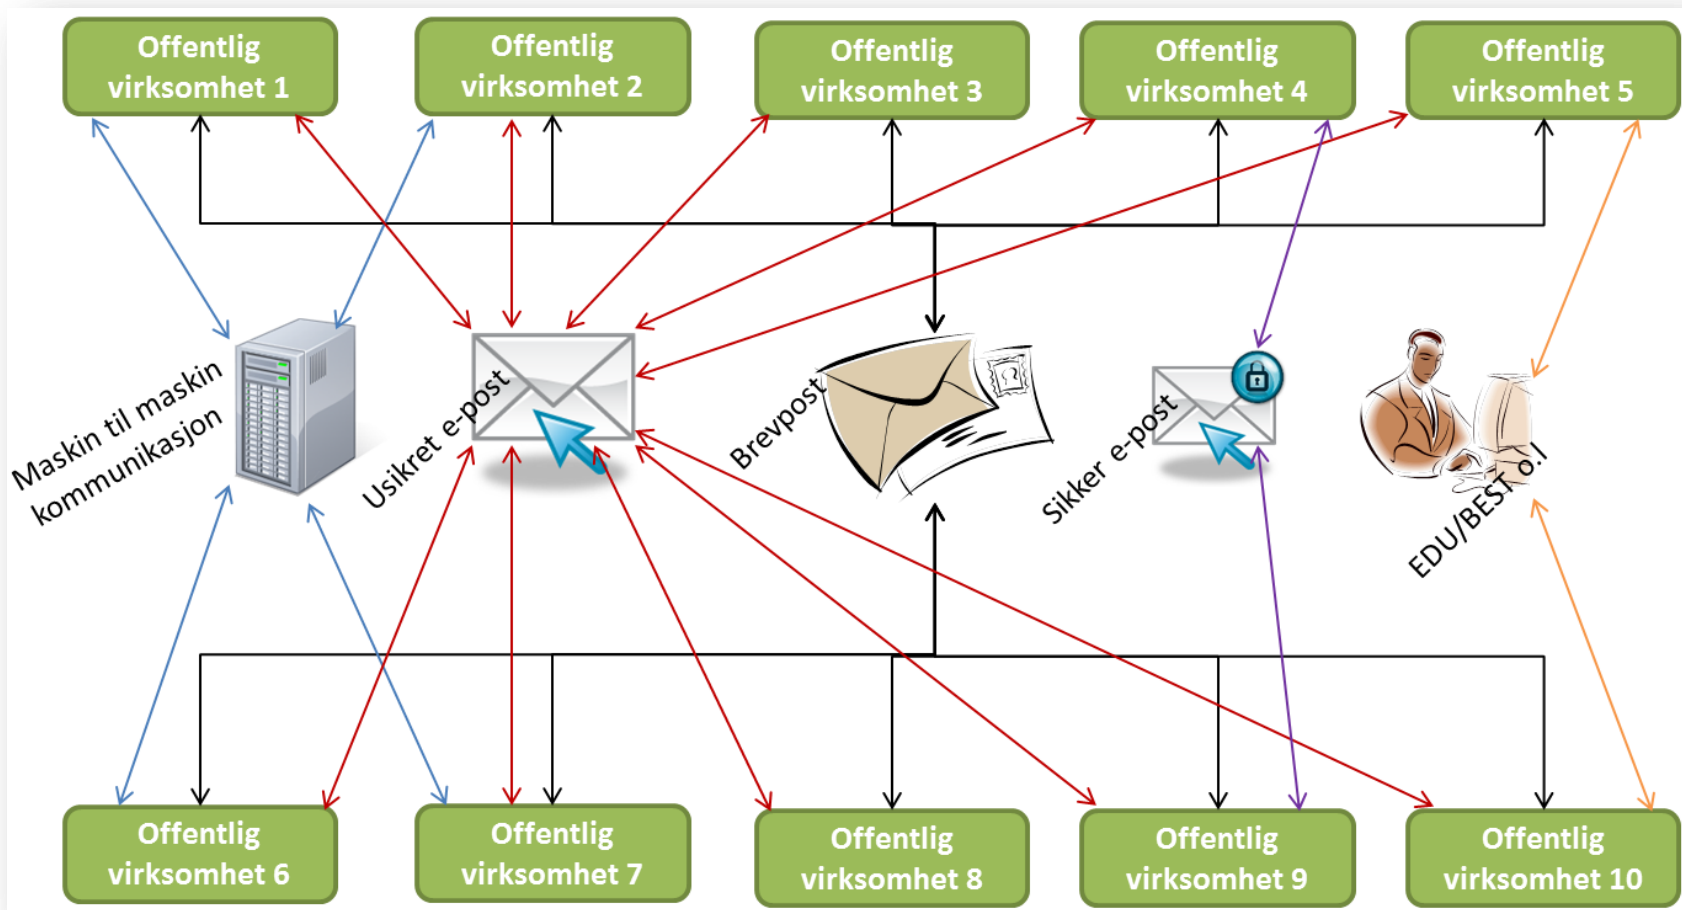 Offentlig
virksomhet 1
Offentlig
virksomhet 2
Offentlig
virksomhet 3
Offentlig
virksomhet 4
Offentlig
virksomhet 5
Maskin til maskin
kommunikasjon
Usikret e-post
Brevpost
Sikker e-post
EDU/BEST o.l
Offentlig
virksomhet 6
Offentlig
virksomhet 7
Offentlig
virksomhet 8
Offentlig
virksomhet 9
Offentlig
virksomhet 10